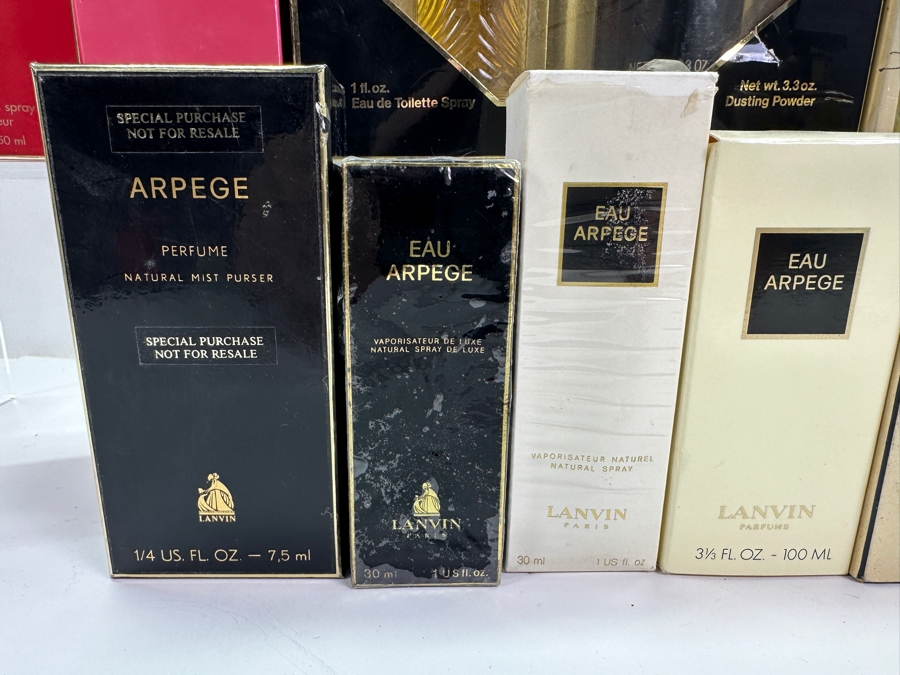 spray
50 ml
1 fl. oz.
Eau de Toilette Spray
Net wt. 3.3 oz.
Dusting Powder
SPECIAL PURCHASE
NOT FOR RESALE
ARPEGE
PERFUME
NATURAL MIST PURSER
SPECIAL PURCHASE
NOT FOR RESALE
LANVIN
1/4 US. FL. OZ. — 7,5 ml
EAU
ARPEGE
VAPORISATEUR DE LUXE
NATURAL SPRAY DE LUXE
LANVIN
PARIS
30 ml 1 US fl. oz.
EAU
ARPEGE
VAPORISATEUR NATUREL
NATURAL SPRAY
LANVIN
PARIS
30 ml 1 US fl. oz
EAU
ARPEGE
LANVIN
PARFUMS
3⅓ FL. OZ. - 100 ML